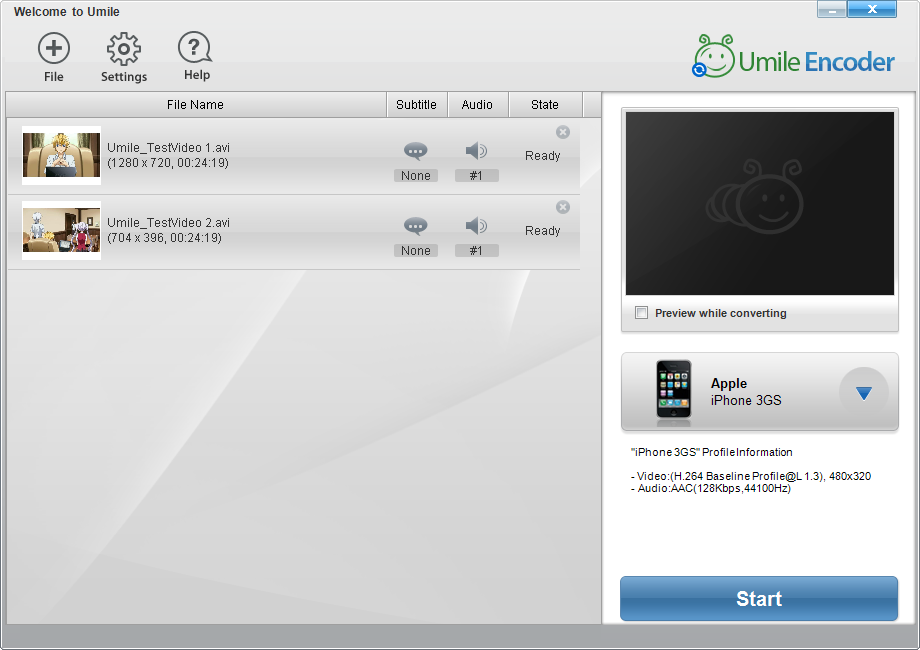 Welcome to Umile
File
Settings
Help
Umile Encoder
File Name
Subtitle
Audio
State
Umile_TestVideo 1.avi
(1280 x 720, 00:24:19)
None
#1
Ready
Umile_TestVideo 2.avi
(704 x 396, 00:24:19)
None
#1
Ready
Preview while converting
Apple
iPhone 3GS
"iPhone 3GS" Profile Information
- Video:(H.264 Baseline Profile@L 1.3), 480x320
- Audio:AAC(128Kbps,44100Hz)
Start